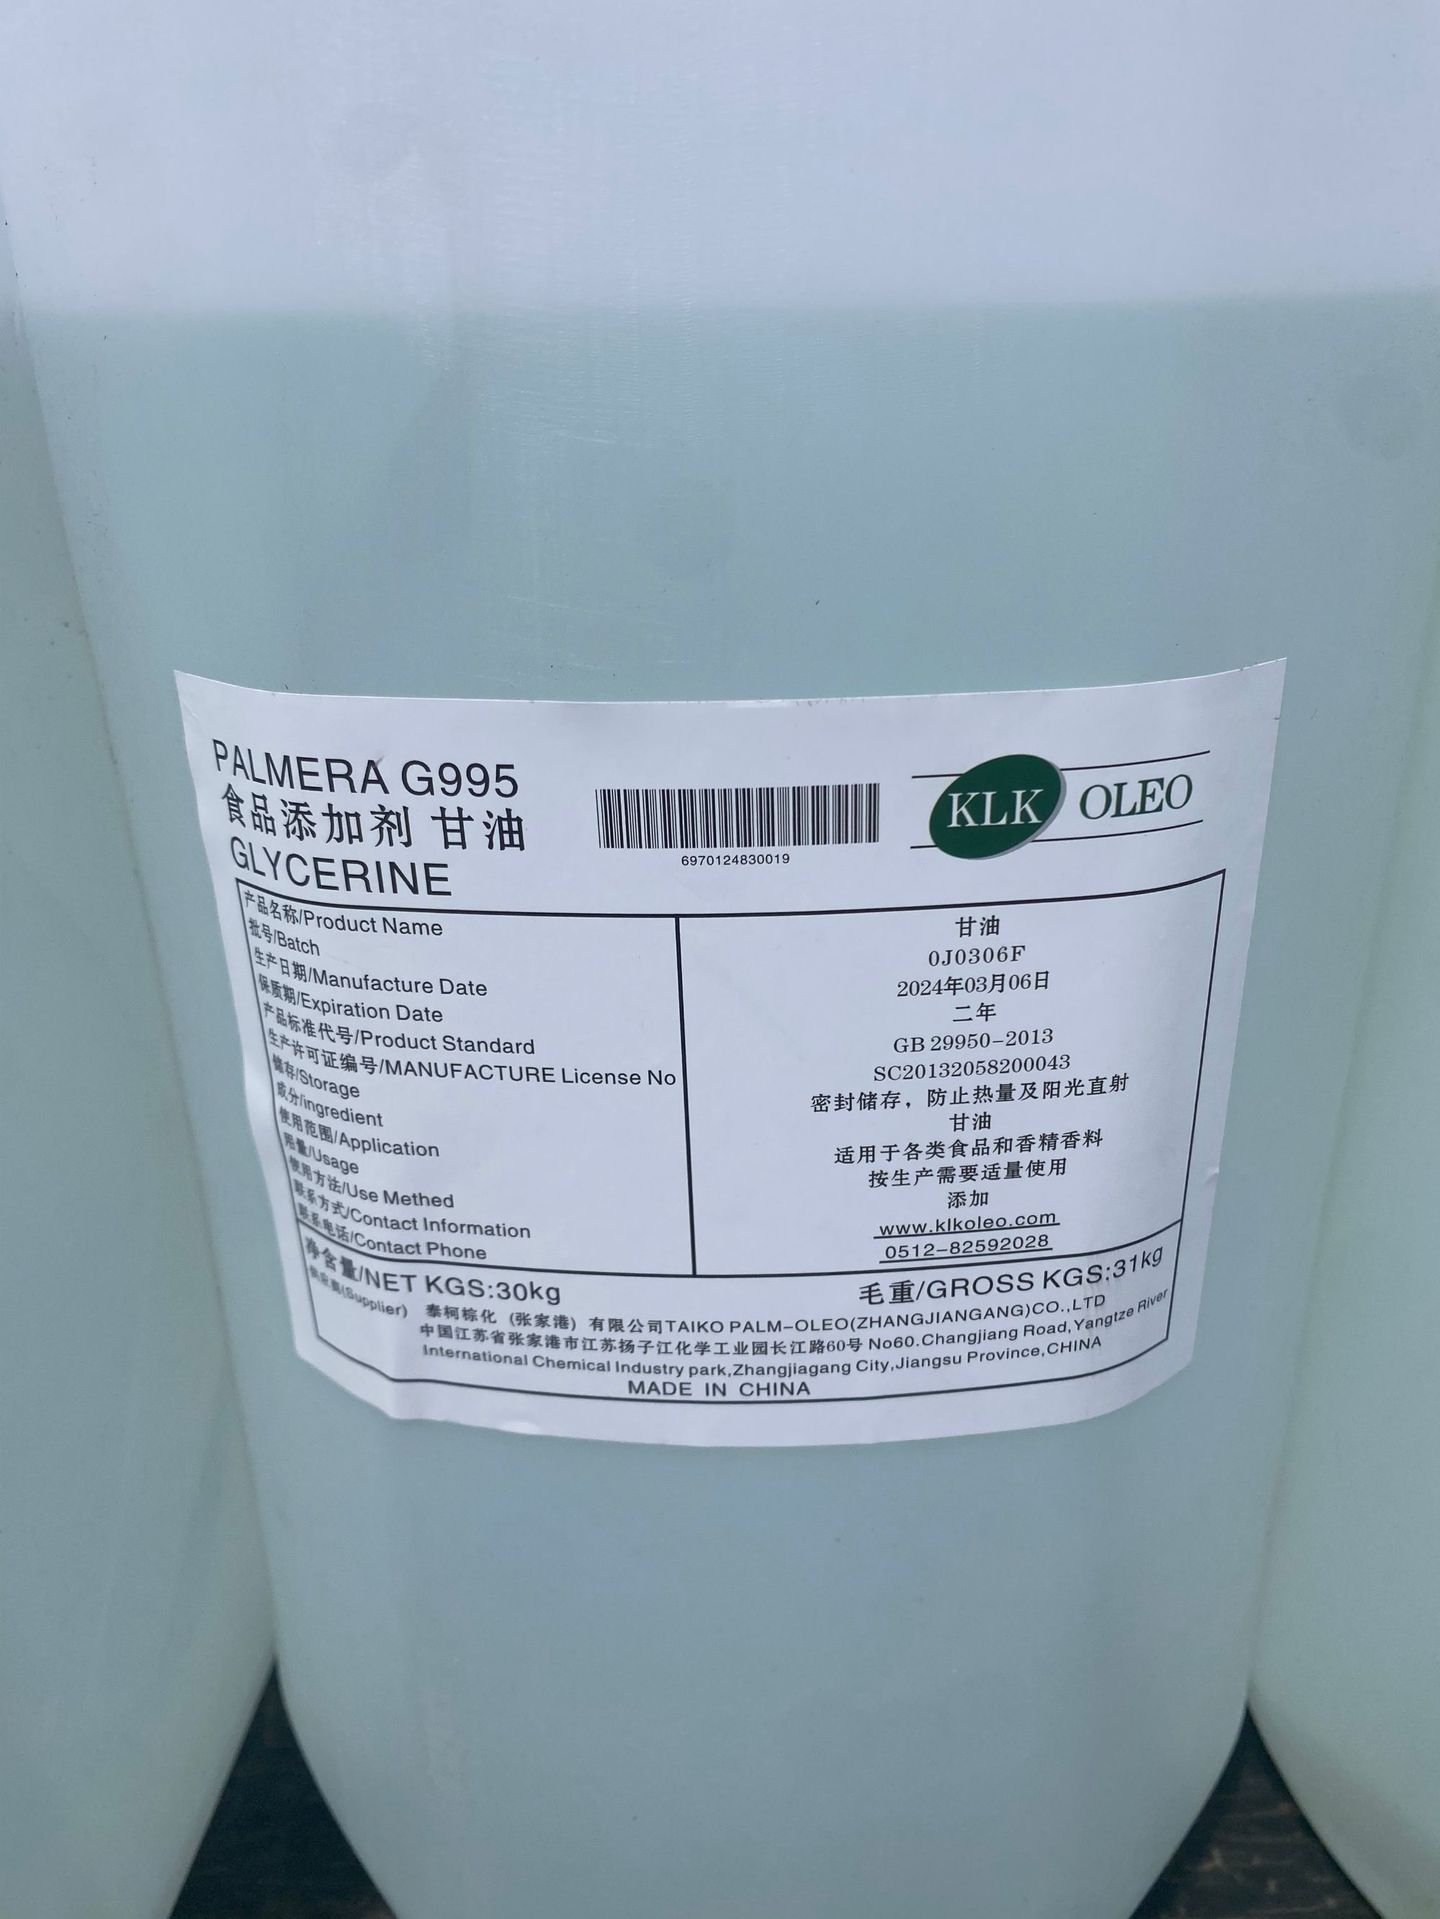 PALMERA G995
食品添加剂 甘油
GLYCERINE
6970124830019
KLK OLEO
产品名称/Product Name 甘油
批号/Batch 0J0306F
生产日期/Manufacture Date 2024年03月06日
保质期/Expiration Date 二年
产品标准代号/Product Standard GB 29950-2013
生产许可证编号/MANUFACTURE License No SC20132058200043
储存/Storage 密封储存，防止热量及阳光直射
成分/ingredient 甘油
使用范围/Application 适用于各类食品和香精香料
用量/Usage 按生产需要适量使用
使用方法/Use Methed 添加
联系方式/Contact Information www.klkoleo.com
联系电话/Contact Phone 0512-82592028
净含量/NET KGS:30kg 毛重/GROSS KGS:31kg
供应商(Supplier) 泰柯棕化（张家港）有限公司TAIKO PALM-OLEO(ZHANGJIANGANG)CO.,LTD
中国江苏省张家港市江苏扬子江化学工业园长江路60号 No60.Changjiang Road,Yangtze River
International Chemical Industry park,Zhangjiagang City,Jiangsu Province,CHINA
MADE IN CHINA